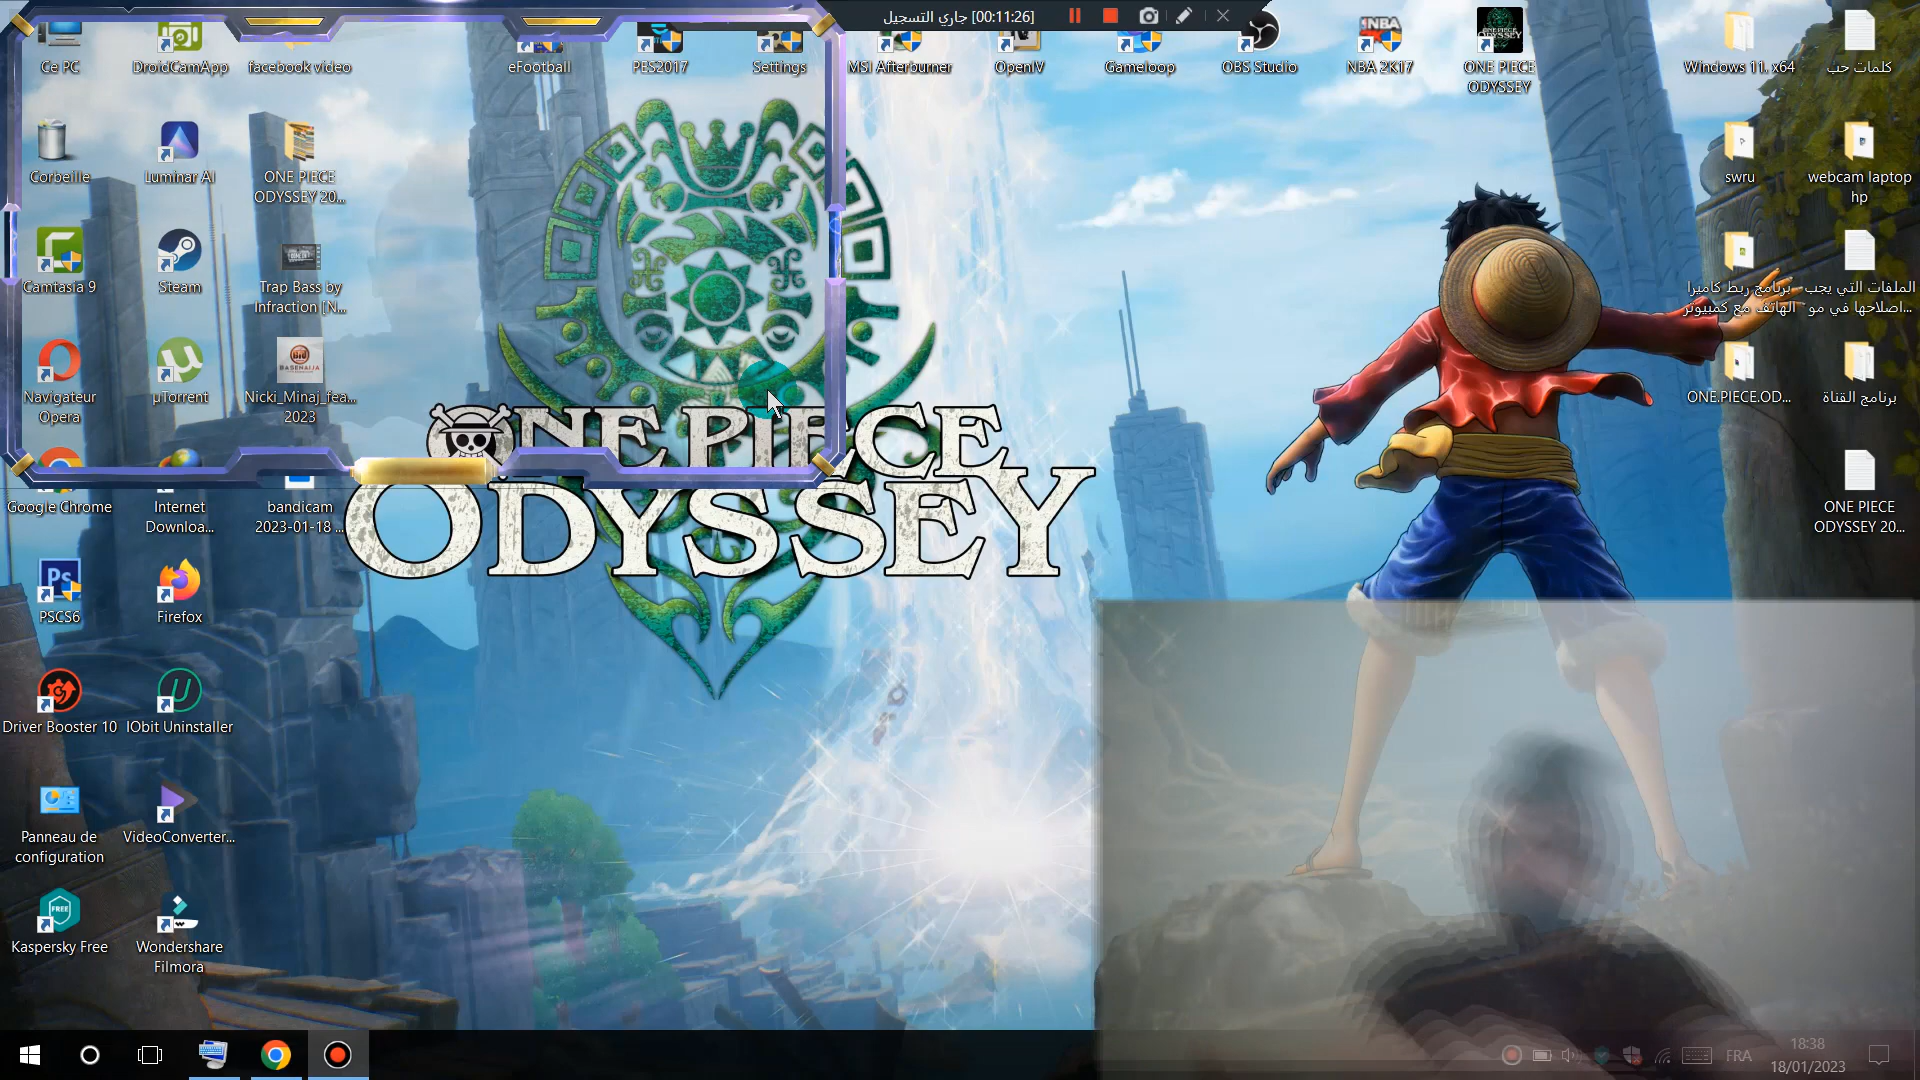 جاري التسجيل [00:11:26]
Ce PC
DroidCamApp
facebook video
eFootball
PES2017
Settings
MSI Afterburner
OpenIV
Gameloop
OBS Studio
NBA 2K17
ONE PIECE
ODYSSEY
Windows 11. x64
كلمات حب
Corbeille
Luminar AI
ONE PIECE
ODYSSEY 20...
swru
webcam laptop
hp
Camtasia 9
Steam
Trap Bass by
Infraction [N...
برنامج ربط كاميرا
الهاتف مع كمبيوتر
الملفات التي يجب
اصلاحها في مو...
Navigateur
Opera
µTorrent
Nicki_Minaj_fea...
2023
ONE.PIECE.OD...
برنامج القناة
ONE PIECE
ODYSSEY
Google Chrome
Internet
Downloa...
bandicam
2023-01-18 ...
ONE PIECE
ODYSSEY 20...
PSCS6
Firefox
Driver Booster 10
IObit Uninstaller
Panneau de
configuration
VideoConverter...
Kaspersky Free
Wondershare
Filmora
FRA
18:38
18/01/2023